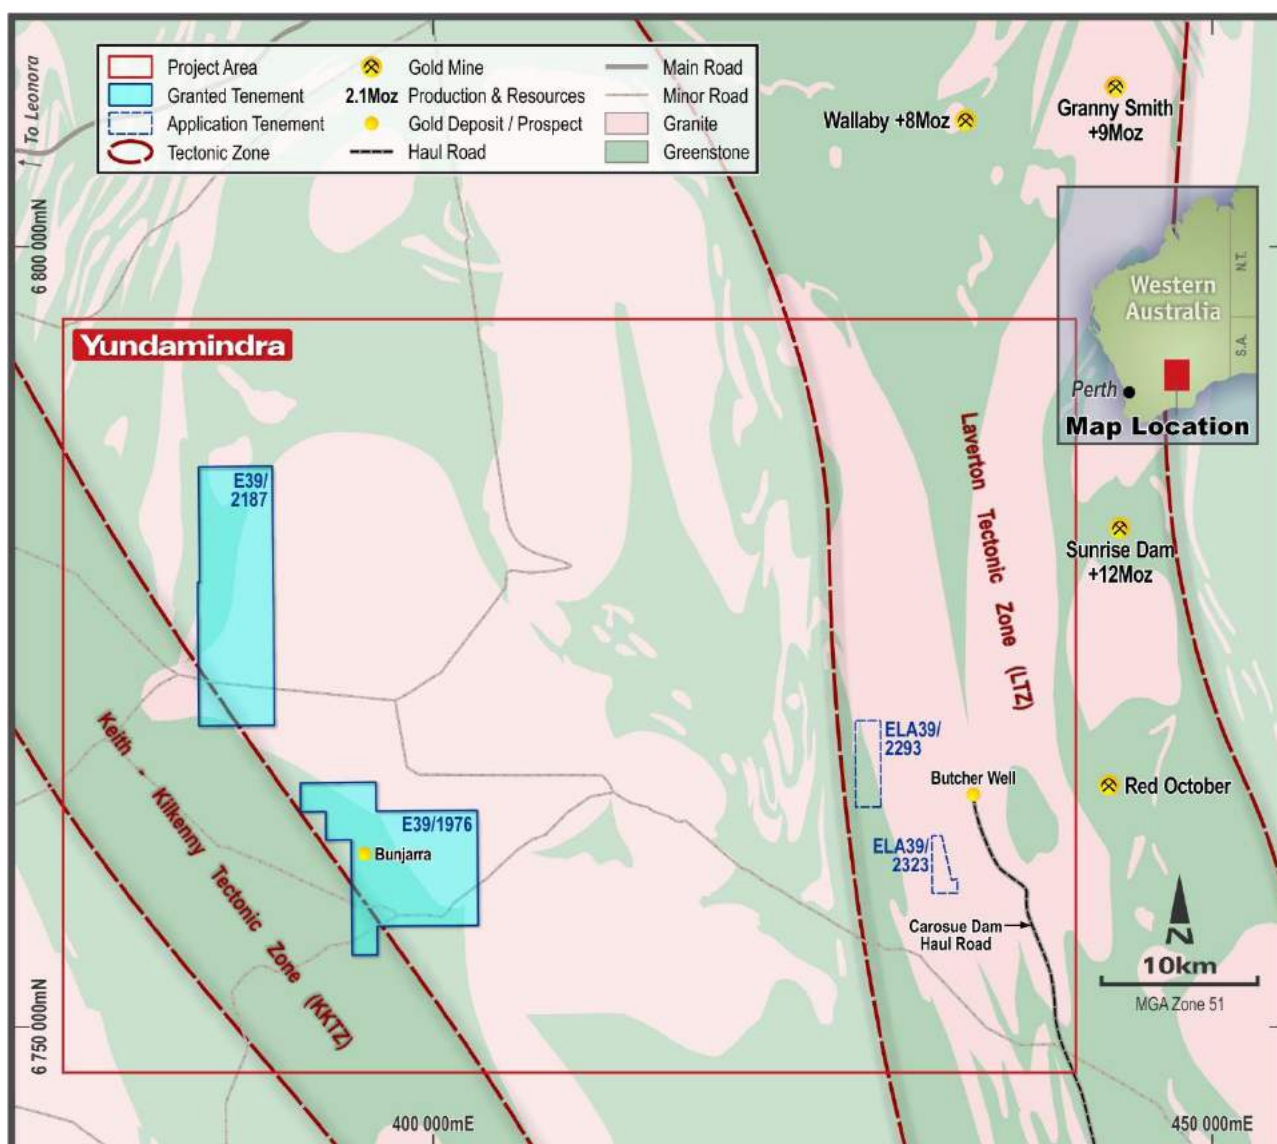 To Leonora
Project Area
Granted Tenement
Application Tenement
Tectonic Zone
Gold Mine
2.1Moz Production & Resources
Gold Deposit / Prospect
Haul Road
Main Road
Minor Road
Granite
Greenstone
Wallaby +8Moz
Granny Smith
+9Moz
6 800 000mN
Western
Australia
N.T.
S.A.
Perth
Map Location
Yundamindra
E39/
2187
Laverton Tectonic Zone (LTZ)
Sunrise Dam
+12Moz
Keith - Kilkenny Tectonic Zone (KKTZ)
ELA39/
2293
Butcher Well
Red October
E39/1976
Bunjarra
ELA39/
2323
Carosue Dam
Haul Road
N
10km
MGA Zone 51
6 750 000mN
400 000mE
450 000mE